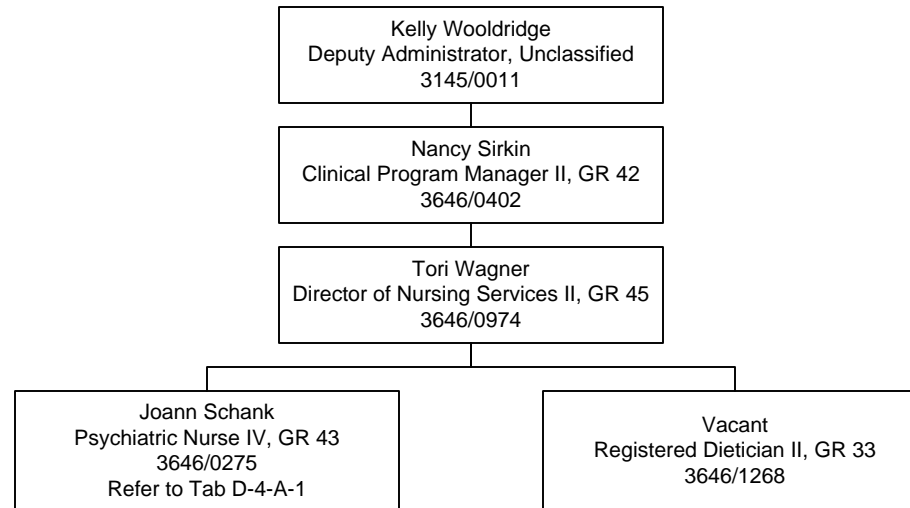 Kelly Wooldridge
Deputy Administrator, Unclassified
3145/0011
Nancy Sirkin
Clinical Program Manager II, GR 42
3646/0402
Tori Wagner
Director of Nursing Services II, GR 45
3646/0974
Joann Schank
Psychiatric Nurse IV, GR 43
3646/0275
Refer to Tab D-4-A-1
Vacant
Registered Dietician II, GR 33
3646/1268